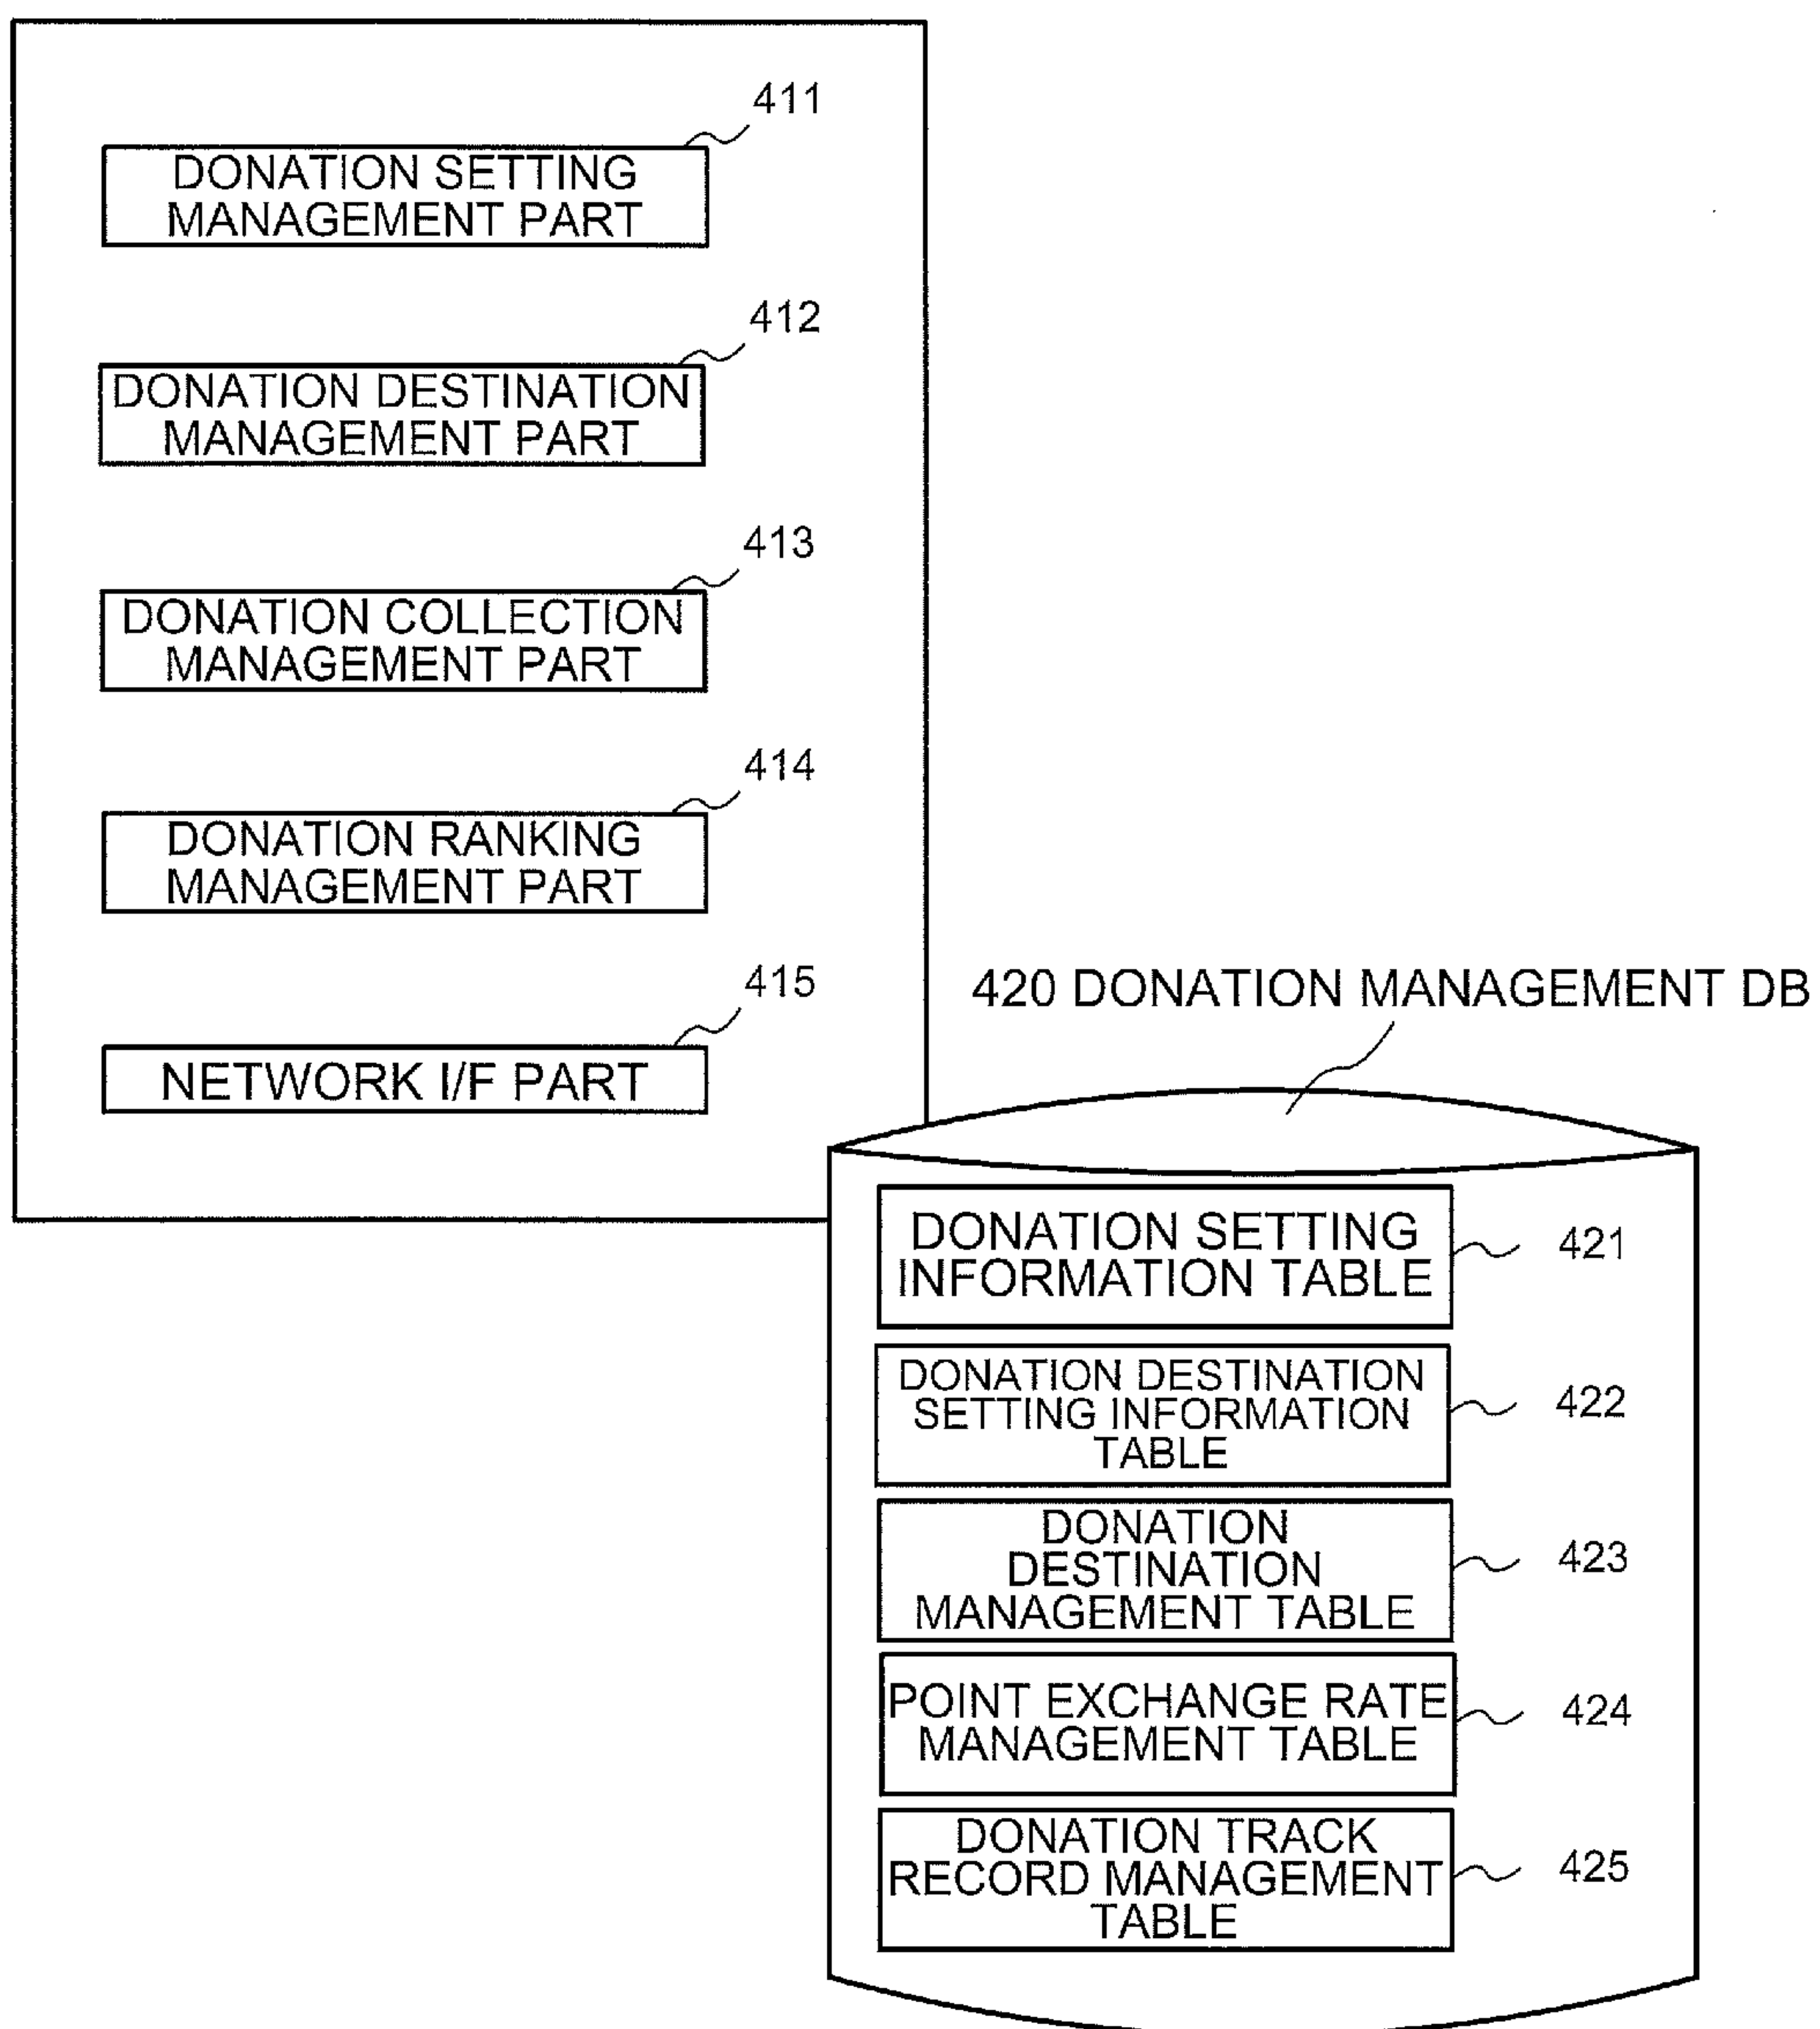 411
DONATION SETTING
MANAGEMENT PART
412
DONATION DESTINATION
MANAGEMENT PART
413
DONATION COLLECTION
MANAGEMENT PART
414
DONATION RANKING
MANAGEMENT PART
415
NETWORK I/F PART
420 DONATION MANAGEMENT DB
DONATION SETTING
INFORMATION TABLE
421
DONATION DESTINATION
SETTING INFORMATION
TABLE
422
DONATION
DESTINATION
MANAGEMENT TABLE
423
POINT EXCHANGE RATE
MANAGEMENT TABLE
424
DONATION TRACK
RECORD MANAGEMENT
TABLE
425